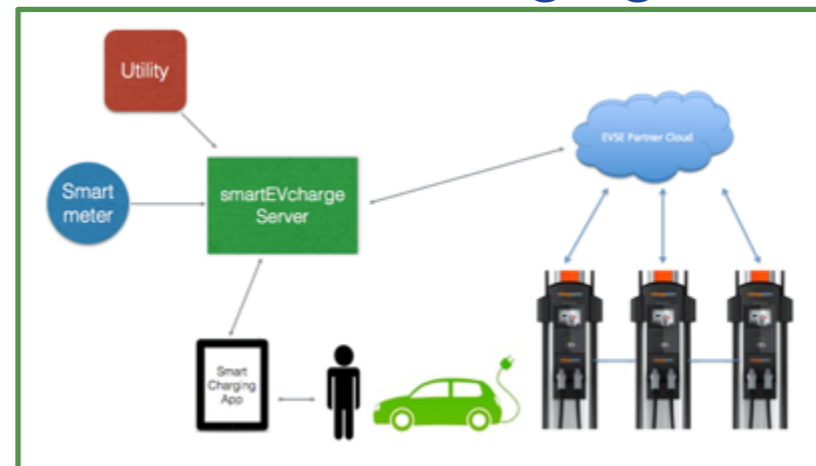 Utility
EVSE Partner Cloud
Smart
meter
smartEVcharge
Server
Smart
Charging
App